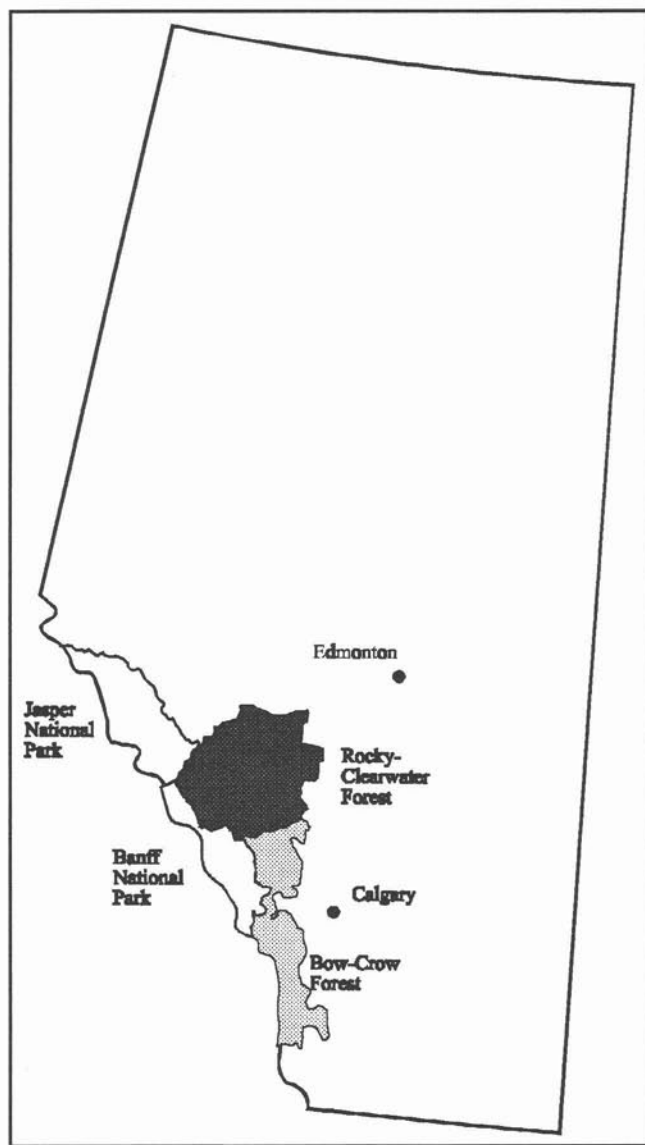 Edmonton
Jasper
National
Park
Rocky-
Clearwater
Forest
Banff
National
Park
Calgary
Bow-Crow
Forest